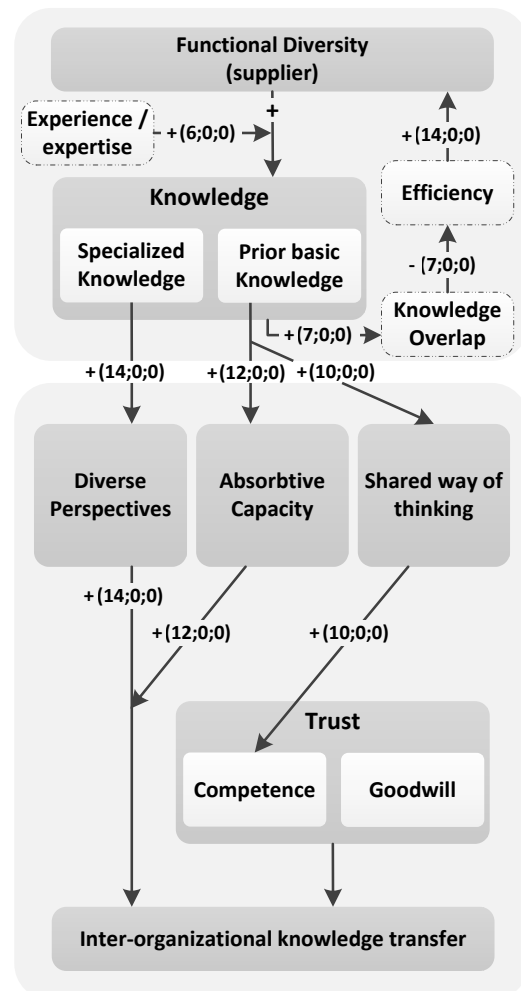 Functional Diversity
(supplier)
+
Experience /
expertise
+(6;0;0)
+(14;0;0)
Knowledge
Efficiency
Specialized
Knowledge
Prior basic
Knowledge
- (7;0;0)
+(7;0;0)
Knowledge
Overlap
+(14;0;0)
+(12;0;0)
+(10;0;0)
Diverse
Perspectives
Absorbtive
Capacity
Shared way of
thinking
+(14;0;0)
+(12;0;0)
+(10;0;0)
Trust
Competence
Goodwill
Inter-organizational knowledge transfer